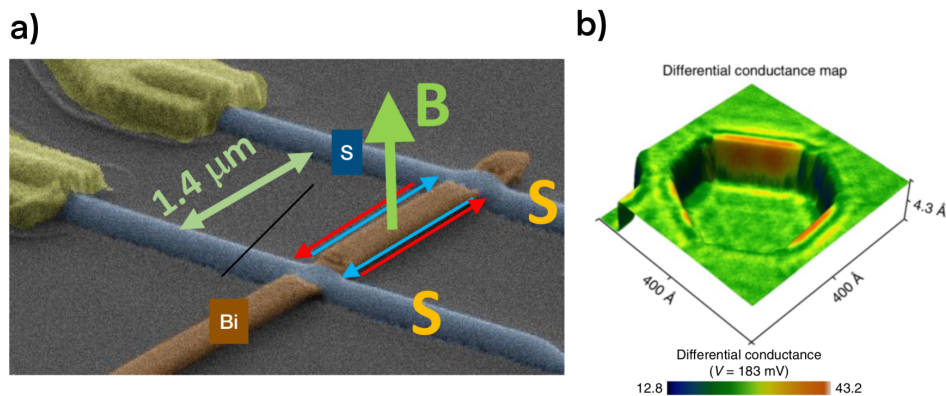 a)
B
1.4 μm
S
S
S
Bi
b)
Differential conductance map
4.3 Å
400 Å
400 Å
Differential conductance
(V = 183 mV)
12.8
43.2